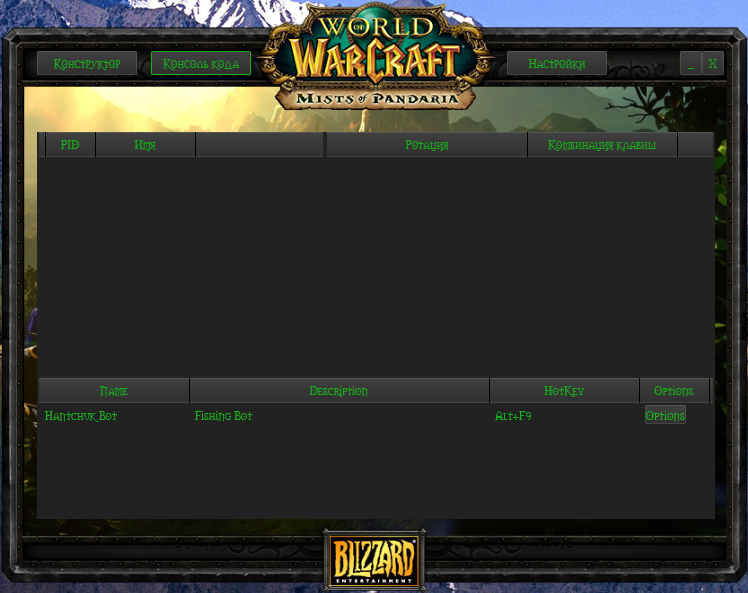 WORLD
OF
WARCRAFT
MISTS OF PANDARIA
Конструктор Консоль кода Настройки _ X
PID Имя Ротация Комбинация клавиш
Name Description HotKey Options
Hantchuk Bot Fishing Bot Alt+F9 Options
BLIZZARD
ENTERTAINMENT